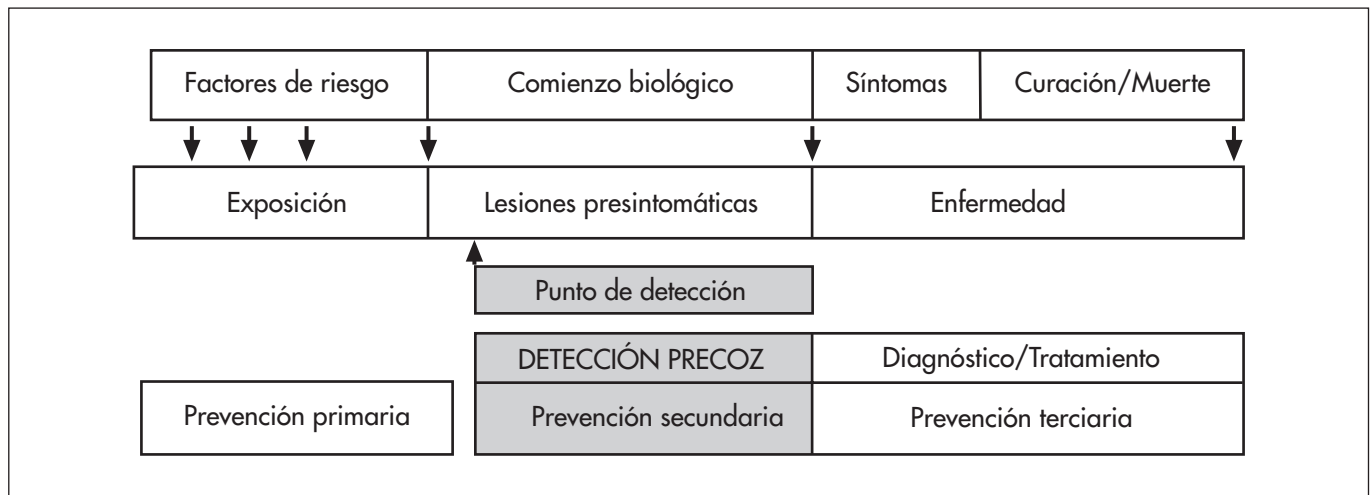 Factores de riesgo
Comienzo biológico
Síntomas
Curación/Muerte
Exposición
Lesiones presintomáticas
Enfermedad
Punto de detección
DETECCIÓN PRECOZ
Diagnóstico/Tratamiento
Prevención primaria
Prevención secundaria
Prevención terciaria